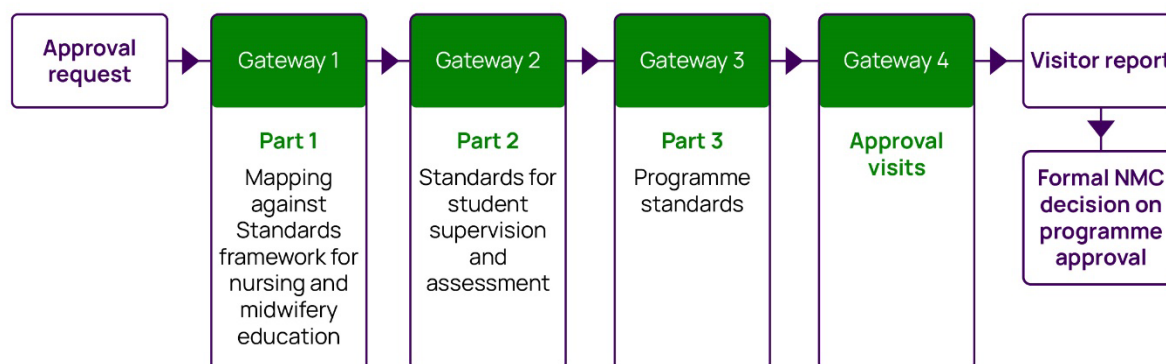 Approval
request
Gateway 1
Part 1
Mapping
against
Standards
framework for
nursing and
midwifery
education
Gateway 2
Part 2
Standards for
student
supervision
and
assessment
Gateway 3
Part 3
Programme
standards
Gateway 4
Approval
visits
Visitor report
Formal NMC
decision on
programme
approval